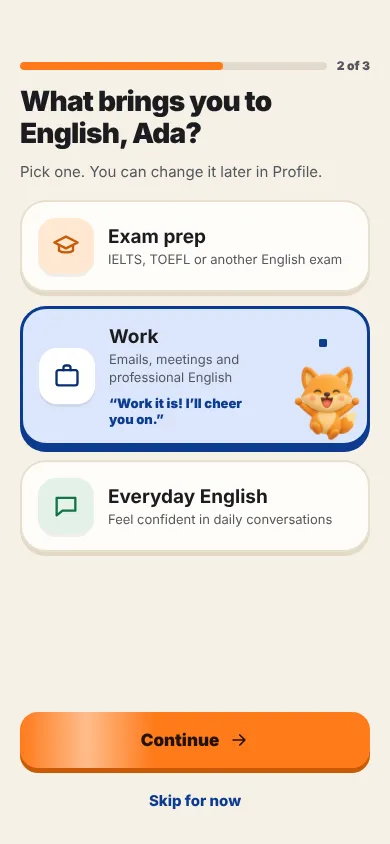 2 of 3
What brings you to
English, Ada?
Pick one. You can change it later in Profile.
Exam prep
IELTS, TOEFL or another English exam
Work
Emails, meetings and
professional English
“Work it is! I’ll cheer
you on.”
Everyday English
Feel confident in daily conversations
Continue →
Skip for now